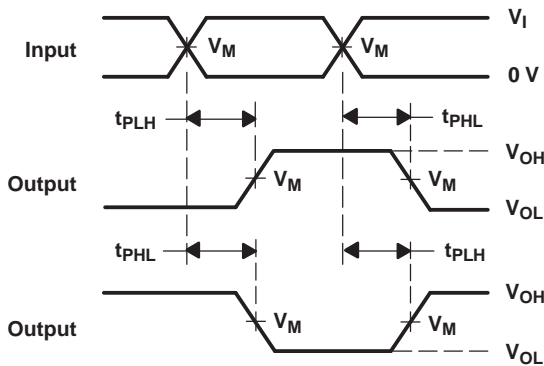 V_I
Input V_M V_M
0 V
t_PLH t_PHL
V_OH
Output V_M V_M
V_OL
t_PHL t_PLH
V_OH
Output V_M V_M
V_OL